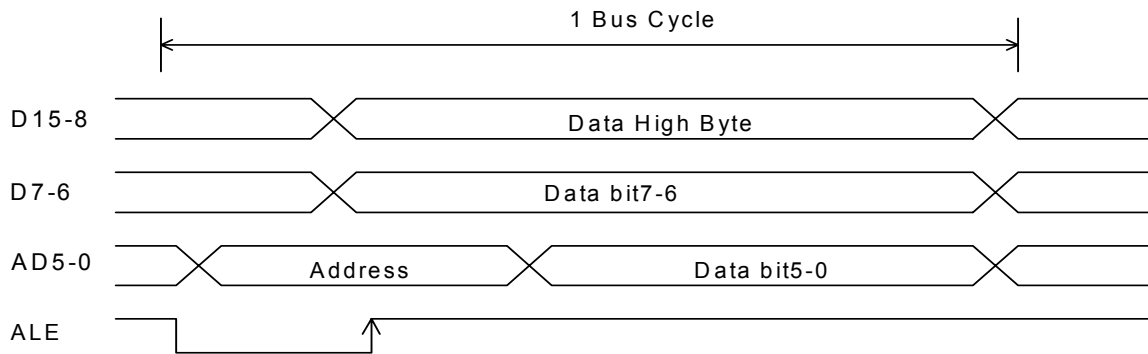 1 Bus Cycle
D15-8
Data High Byte
D7-6
Data bit7-6
AD5-0
Address
Data bit5-0
ALE